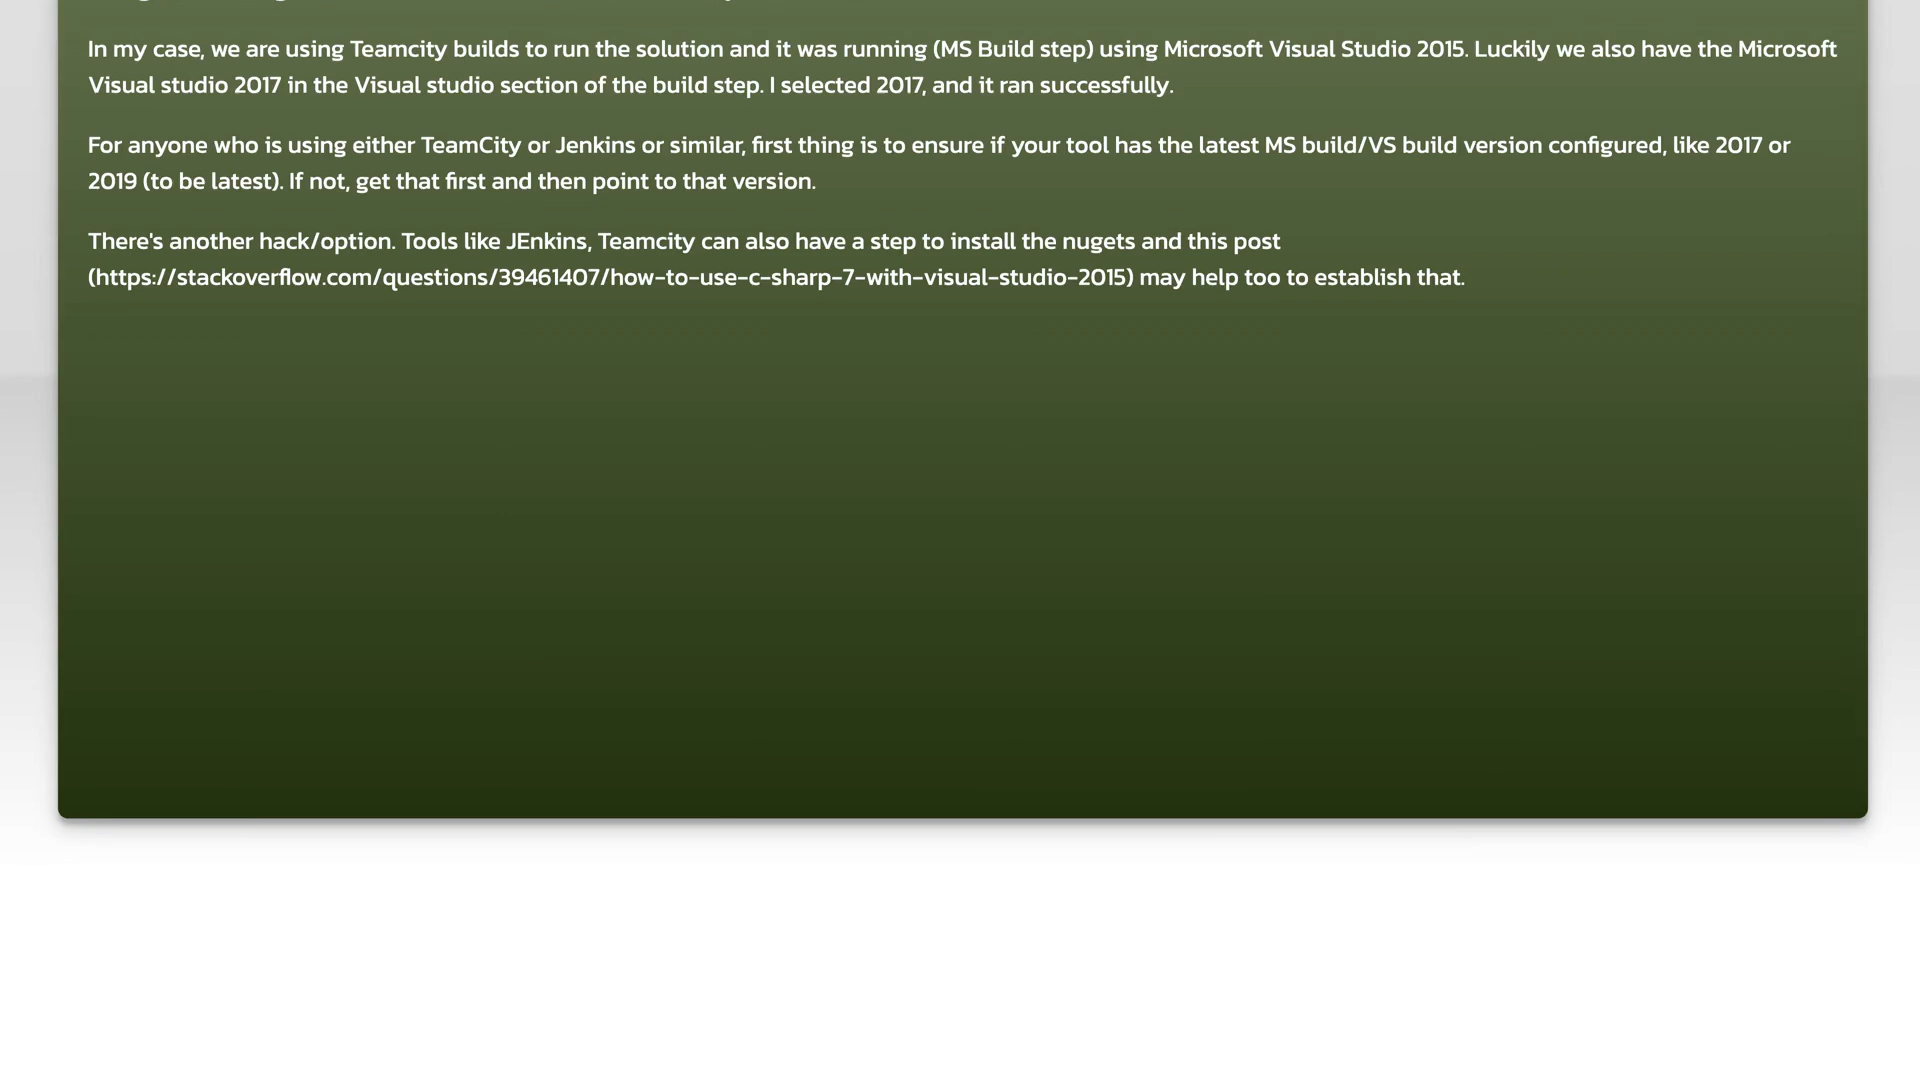 In my case, we are using Teamcity builds to run the solution and it was running (MS Build step) using Microsoft Visual Studio 2015. Luckily we also have the Microsoft
Visual studio 2017 in the Visual studio section of the build step. I selected 2017, and it ran successfully.
For anyone who is using either TeamCity or Jenkins or similar, first thing is to ensure if your tool has the latest MS build/VS build version configured, like 2017 or
2019 (to be latest). If not, get that first and then point to that version.
There's another hack/option. Tools like JEnkins, Teamcity can also have a step to install the nugets and this post
(https://stackoverflow.com/questions/39461407/how-to-use-c-sharp-7-with-visual-studio-2015) may help too to establish that.